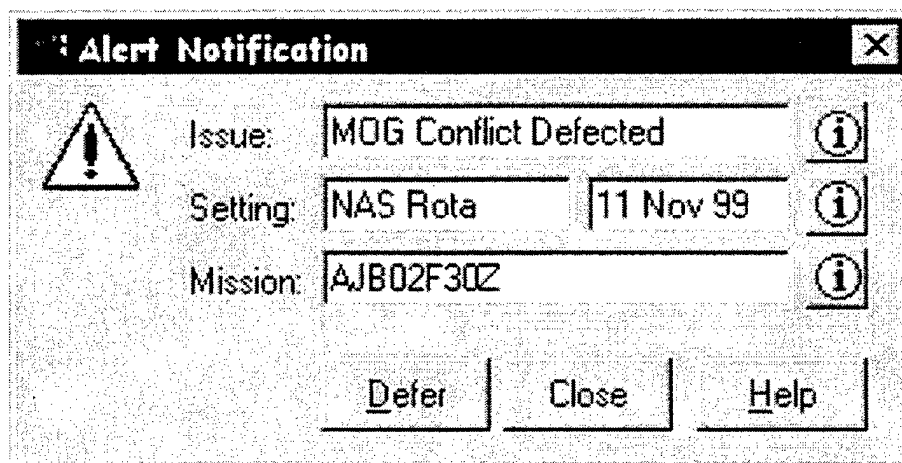 Alert Notification
Issue: MOG Conflict Defected
Setting: NAS Rota 11 Nov 99
Mission: AJB02F30Z
Defer Close Help